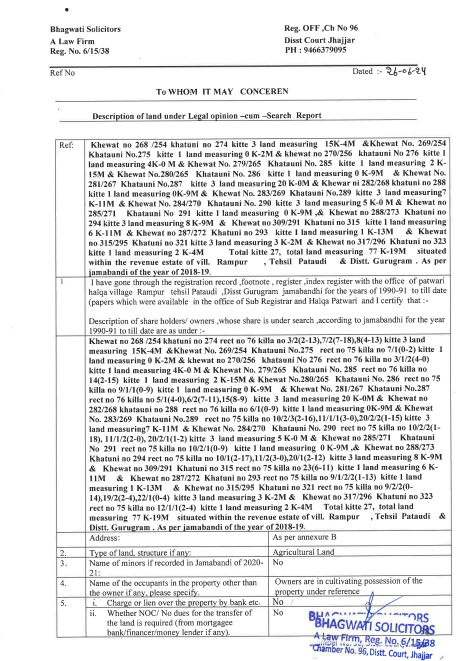 Bhagwati Solicitors
A Law Firm
Reg. No. 6/15/38
Reg. OFF ,Ch No 96
Disst Court Jhajjar
PH : 9466379095
Ref No
Dated :- 26-06-24
To WHOM IT MAY CONCEREN
Description of land under Legal opinion –cum –Search Report
Ref: Khewat no 268 /254 khatuni no 274 kitte 3 land measuring 15K-4M &Khewat No. 269/254
Khatauni No.275 kitte 1 land measuring 0 K-2M & khewat no 270/256 khatauni No 276 kitte 1
land measuring 4K-0 M & Khewat No. 279/265 Khatauni No. 285 kitte 1 land measuring 2 K-
15M & Khewat No.280/265 Khatauni No. 286 kitte 1 land measuring 0 K-9M & Khewat No.
281/267 Khatauni No.287 kitte 3 land measuring 20 K-0M & Khewar ni 282/268 khatuni no 288
kitte 1 land measuring 0K-9M & Khewat No. 283/269 Khatauni No.289 kitte 3 land measuring7
K-11M & Khewat No. 284/270 Khatauni No. 290 kitte 3 land measuring 5 K-0 M & Khewat no
285/271 Khatauni No 291 kitte 1 land measuring 0 K-9M ,& Khewat no 288/273 Khatuni no
294 kitte 3 land measuring 8 K-9M & Khewat no 309/291 Khatuni no 315 kitte 1 land measuring
6 K-11M & Khewat no 287/272 Khatuni no 293 kitte 1 land measuring 1 K-13M & Khewat
no 315/295 Khatuni no 321 kitte 3 land measuring 3 K-2M & Khewat no 317/296 Khatuni no 323
kitte 1 land measuring 2 K-4M Total kitte 27, total land measuring 77 K-19M situated
within the revenue estate of vill. Rampur , Tehsil Pataudi & Distt. Gurugram . As per
jamabandi of the year of 2018-19.
1 I have gone through the registration record ,footnote , register ,index register with the office of patwari
halqa village Rampur tehsil Pataudi ,Disst Gurugram jamabandhi for the years of 1990-91 to till date
(papers which were available in the office of Sub Registrar and Halqa Patwari and I certify that :-
Description of share holders/ owners ,whose share is under search ,according to jamabandhi for the year
1990-91 to till date are as under :-
Khewat no 268 /254 khatuni no 274 rect no 76 killa no 3/2(2-13),7/2(7-18),8(4-13) kitte 3 land
measuring 15K-4M &Khewat No. 269/254 Khatauni No.275 rect no 75 killa no 7/1(0-2) kitte 1
land measuring 0 K-2M & khewat no 270/256 Khatauni No 276 rect no 76 killa no 3/1/2(4-0)
kitte 1 land measuring 4K-0M & Khewat No. 279/265 Khatauni No. 285 rect no 76 killa no
14(2-15) kitte 1 land measuring 2 K-15M & Khewat No.280/265 Khatauni No. 286 rect no 75
killa no 9/1/1(0-9) kitte 1 land measuring 0 K-9M & Khewat No. 281/267 Khatauni No.287
rect no 76 killa no 5/1(4-0),6/2(7-11),15(8-9) kitte 3 land measuring 20 K-0M & Khewat no
282/268 khatuni no 288 rect no 76 killa no 6/1(0-9) kitte 1 land measuring 0K-9M & Khewat
No. 283/269 Khatauni No.289 rect no 75 killa no 10/2/3(2-16),11/1/1(3-0),20/2/2(1-15) kitte 3
land measuring7 K-11M & Khewat No. 284/270 Khatauni No. 290 rect no 75 killa no 10/2/2(1-
18), 11/1/2(2-0), 20/2/1(1-2) kitte 3 land measuring 5 K-0 M & Khewat no 285/271 Khatauni
No 291 rect no 75 killa no 10/2/1(0-9) kitte 1 land measuring 0 K-9M ,& Khewat no 288/273
Khatuni no 294 rect no 75 killa no 10/1(2-17),11/2(3-0),20/1(2-12) kitte 3 land measuring 8 K-9M
& Khewat no 309/291 Khatuni no 315 rect no 75 killa no 23(6-11) kitte 1 land measuring 6 K-
11M & Khewat no 287/272 Khatuni no 293 rect no 75 killa no 9/1/2/2(1-13) kitte 1 land
measuring 1 K-13M & Khewat no 315/295 Khatuni no 321 rect no 75 killa no 9/2/2(0-
14),19/2(2-4),22/1(0-4) kitte 3 land measuring 3 K-2M & Khewat no 317/296 Khatuni no 323
rect no 75 killa no 12/1/1(2-4) kitte 1 land measuring 2 K-4M Total kitte 27, total land
measuring 77 K-19M situated within the revenue estate of vill. Rampur , Tehsil Pataudi &
Distt. Gurugram . As per jamabandi of the year of 2018-19.
Address: As per annexure B
2. Type of land, structure if any: Agricultural Land
3. Name of minors if recorded in Jamabandi of 2020-
21: No
4. Name of the occupants in the property other than
the owner if any, please specify.
Owners are in cultivating possession of the
property under reference
5. i. Charge or lien over the property by bank etc. No
ii. Whether NOC/ No dues for the transfer of
the land is required (from mortgagee
bank/financer/money lender if any).
No
BHAGWATI SOLICITORS
A Law Firm, Reg. No. 6/15/38
Chamber No. 96, Distt. Court, Jhajjar